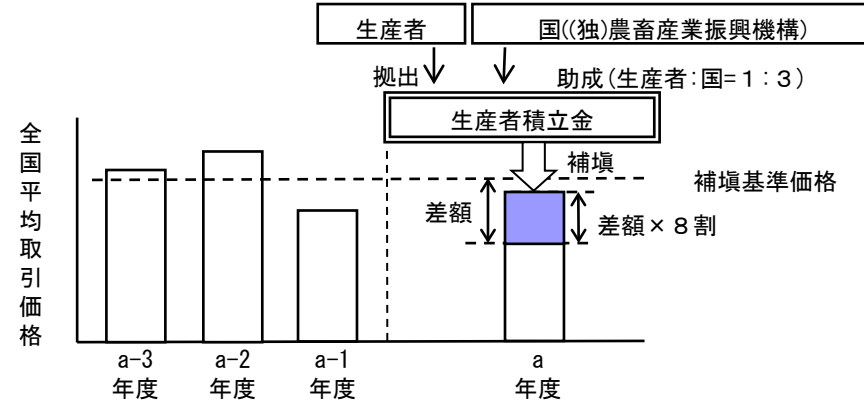 生産者
国((独)農畜産業振興機構)
拠出
助成(生産者:国=1:3)
生産者積立金
補塡
補塡基準価格
差額
差額×8割
全国平均取引価格
a-3
年度
a-2
年度
a-1
年度
a
年度